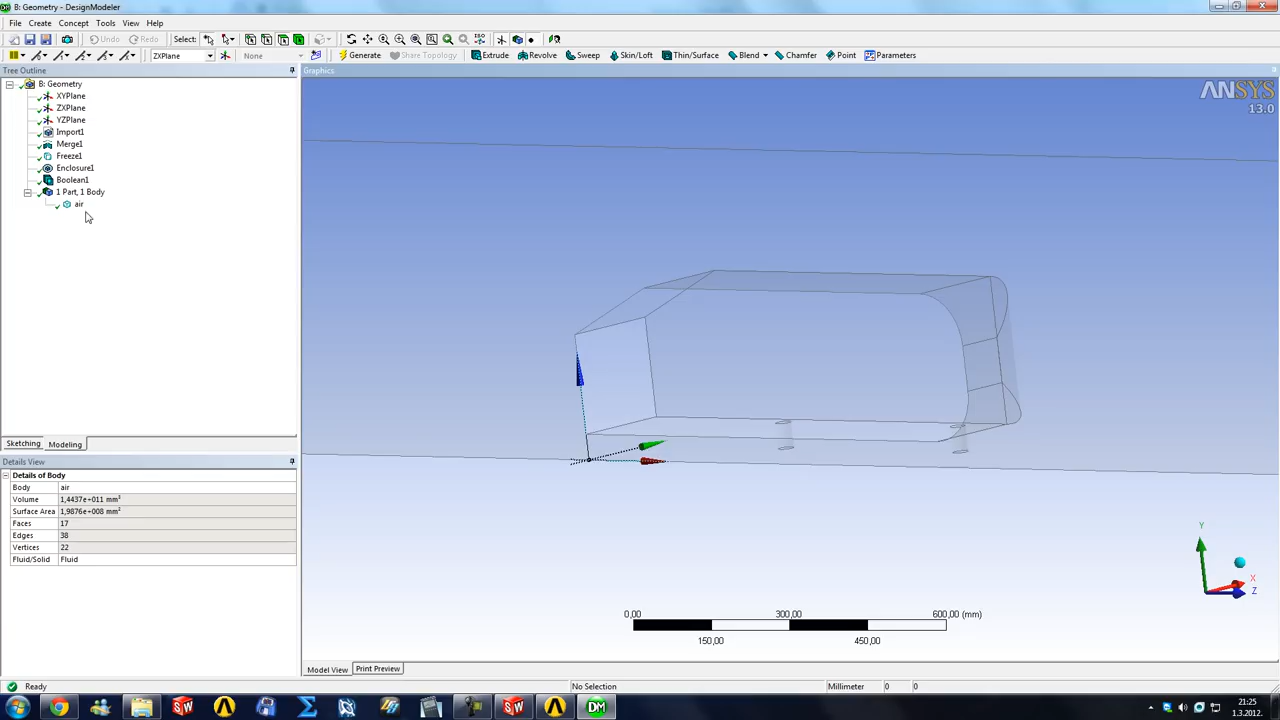 B: Geometry - DesignModeler
File Create Concept Tools View Help
Undo Redo Select:
ZXPlane None Generate Share Topology Extrude Revolve Sweep Skin/Loft Thin/Surface Blend Chamfer Point Parameters
Tree Outline
B: Geometry
XYPlane
ZXPlane
YZPlane
Import1
Merge1
Freeze1
Enclosure1
Boolean1
1 Part, 1 Body
air
Sketching Modeling
Details View
Details of Body
Body air
Volume 1,4437e+011 mm³
Surface Area 1,9876e+008 mm²
Faces 17
Edges 38
Vertices 22
Fluid/Solid Fluid
Graphics
ANSYS
13.0
Y
X
Z
0,00 300,00 600,00 (mm)
150,00 450,00
Model View Print Preview
Ready No Selection Millimeter 0 0
21:25
1.3.2012.